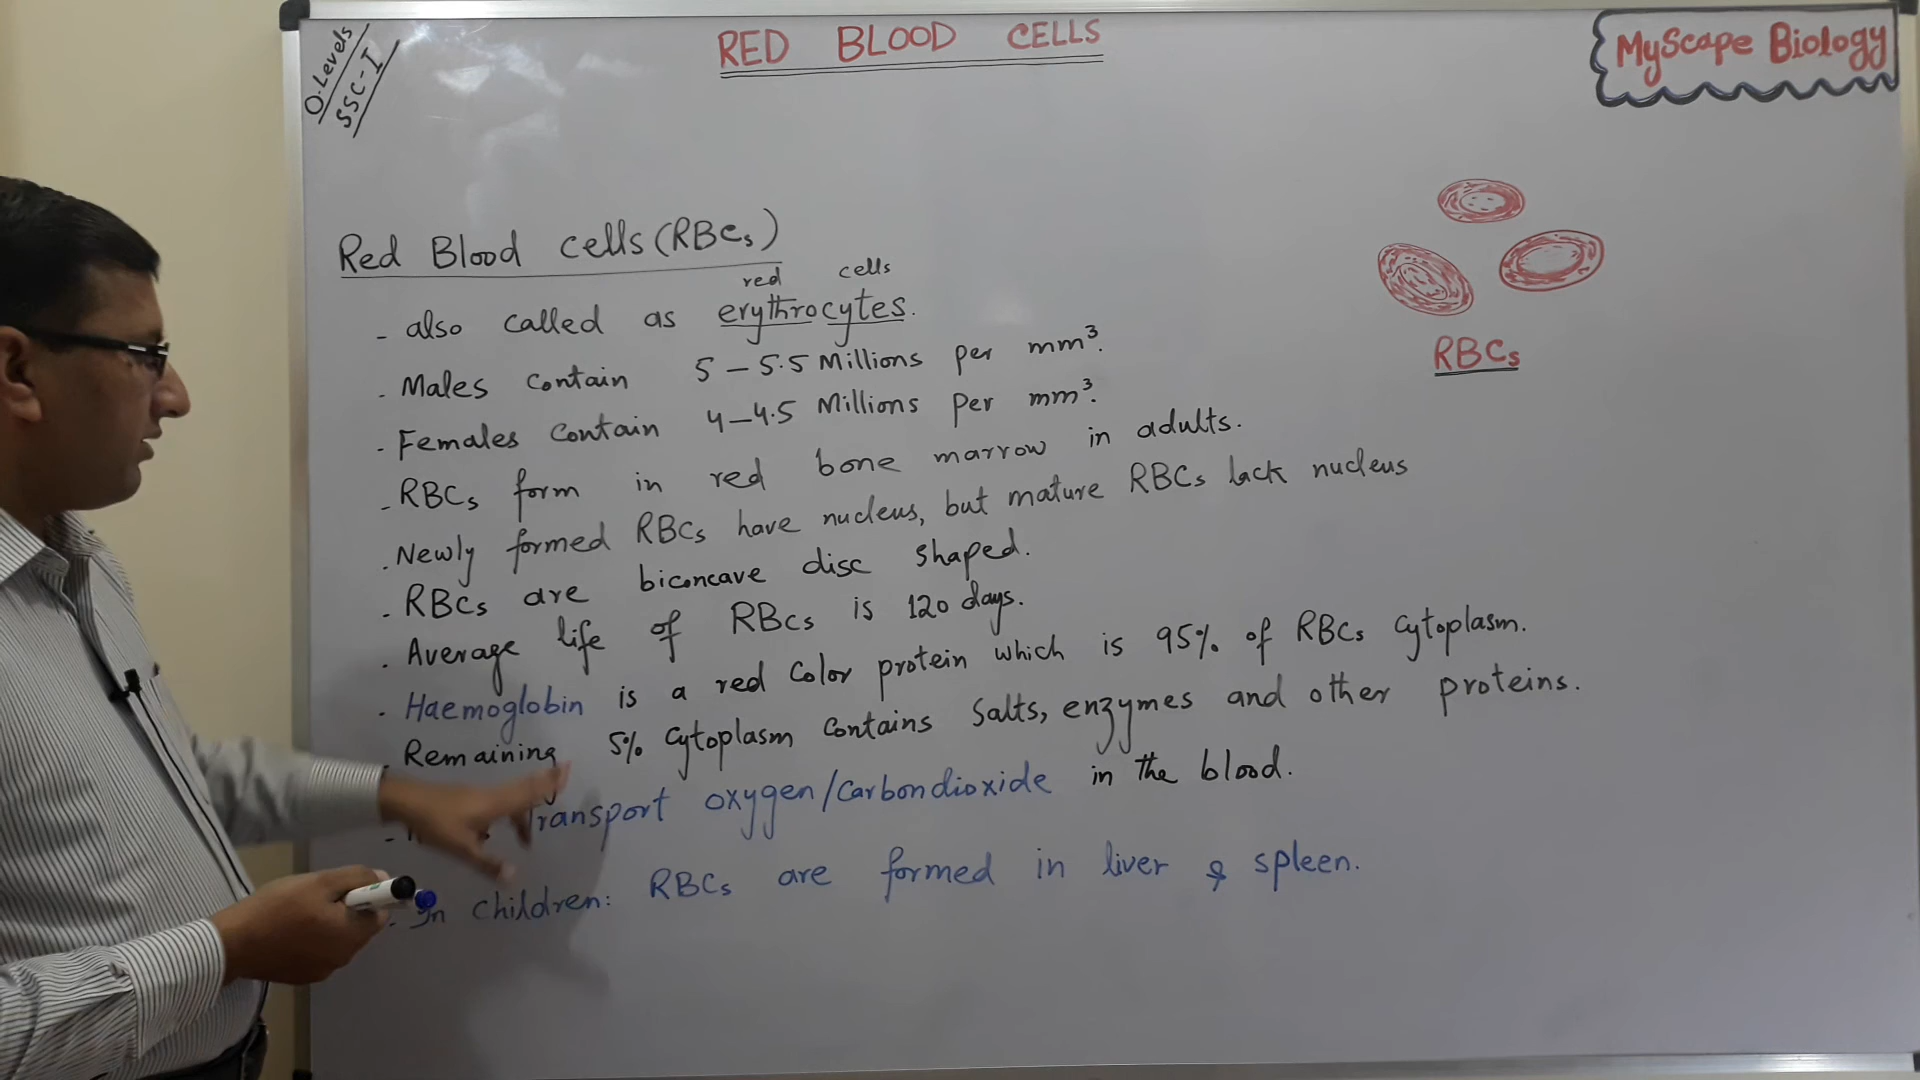 O-Levels
SSC-I
RED BLOOD CELLS
MyScape Biology
Red Blood cells (RBCs)
red cells
- also called as erythrocytes.
. Males contain 5 – 5.5 Millions per mm³.
. Females contain 4 – 4.5 Millions per mm³.
- RBCs form in red bone marrow in adults.
. Newly formed RBCs have nucleus, but mature RBCs lack nucleus
. RBCs are biconcave disc shaped.
. Average life of RBCs is 120 days.
. Haemoglobin is a red color protein which is 95% of RBCs cytoplasm.
. Remaining 5% cytoplasm contains salts, enzymes and other proteins.
- transport oxygen/carbondioxide in the blood.
. In children: RBCs are formed in liver & spleen.
RBCs